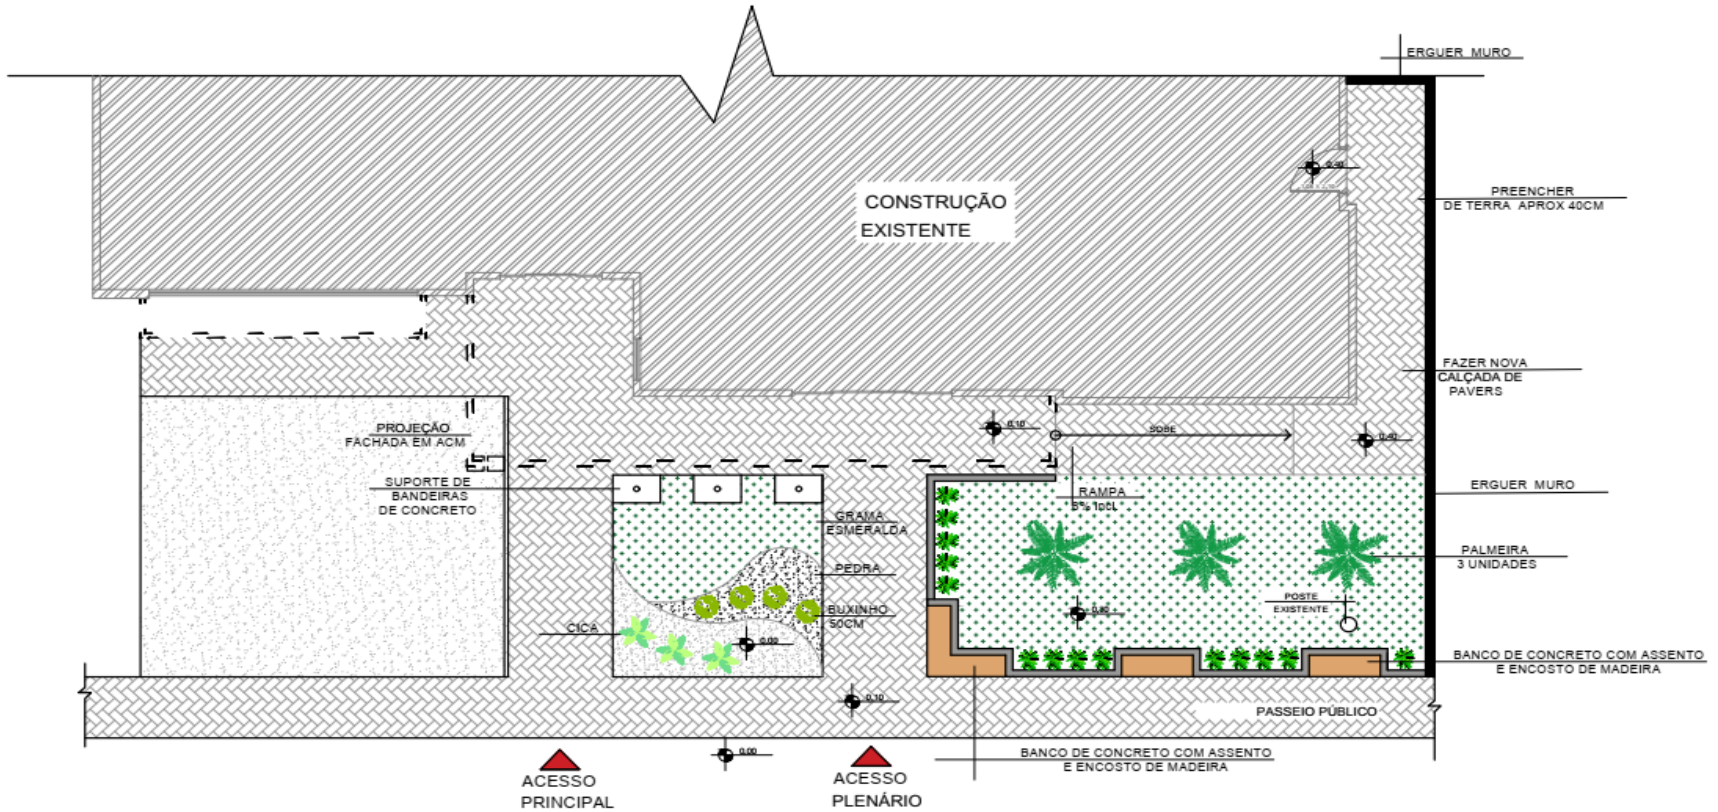 ERGUER MURO
CONSTRUÇÃO
EXISTENTE
0,40
PREENCHER
DE TERRA APROX 40CM
FAZER NOVA
CALÇADA DE
PAVERS
PROJEÇÃO
FACHADA EM ACM
0,10
SOBE
0,40
SUPORTE DE
BANDEIRAS
DE CONCRETO
RAMPA
ERGUER MURO
GRAMA
ESMERALDA
PALMEIRA
3 UNIDADES
PEDRA
POSTE
EXISTENTE
BUXINHO
50CM
CICA
0,00
BANCO DE CONCRETO COM ASSENTO
E ENCOSTO DE MADEIRA
0,10
PASSEIO PÚBLICO
0,00
BANCO DE CONCRETO COM ASSENTO
E ENCOSTO DE MADEIRA
ACESSO
PRINCIPAL
ACESSO
PLENÁRIO